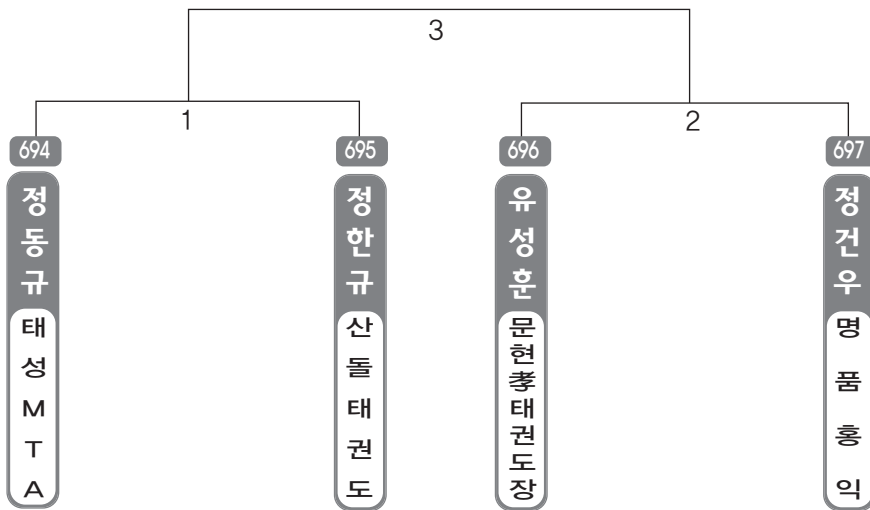 3
1
2
694
695
696
697
정동규
정한규
유성훈
정건우
태성MTA
산돌태권도
문현孝태권도장
명품홍익